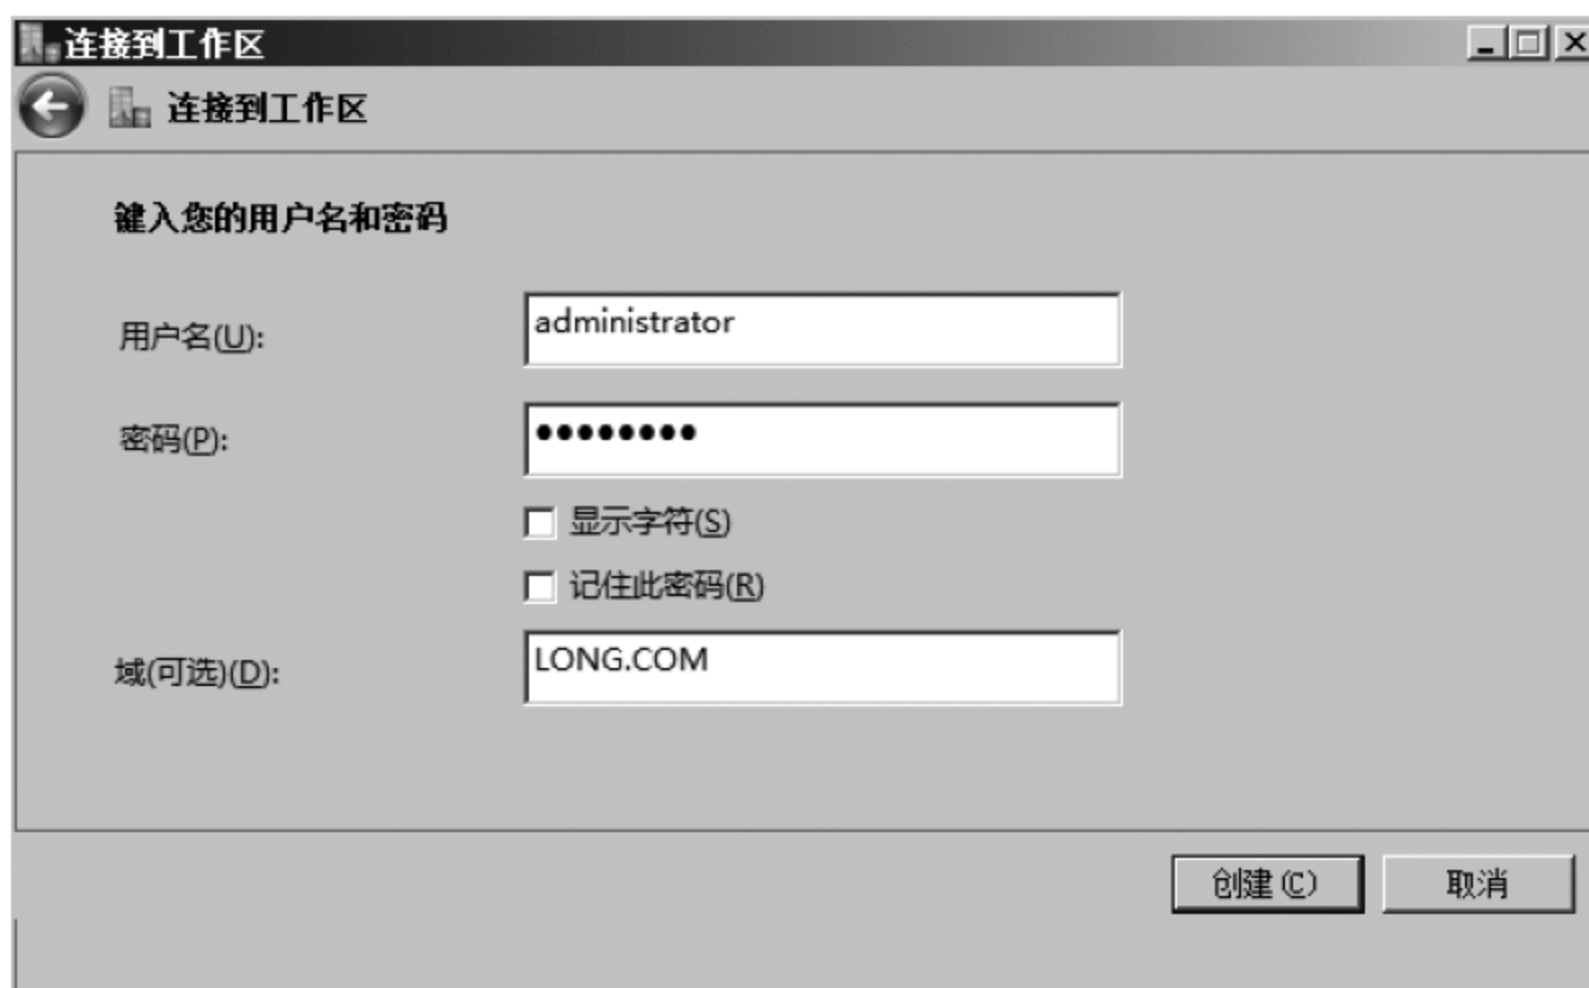 连接到工作区
连接到工作区
键入您的用户名和密码
用户名(U):
administrator
密码(P):
●●●●●●●●
显示字符(S)
记住此密码(R)
域(可选)(D):
LONG.COM
创建(C)
取消